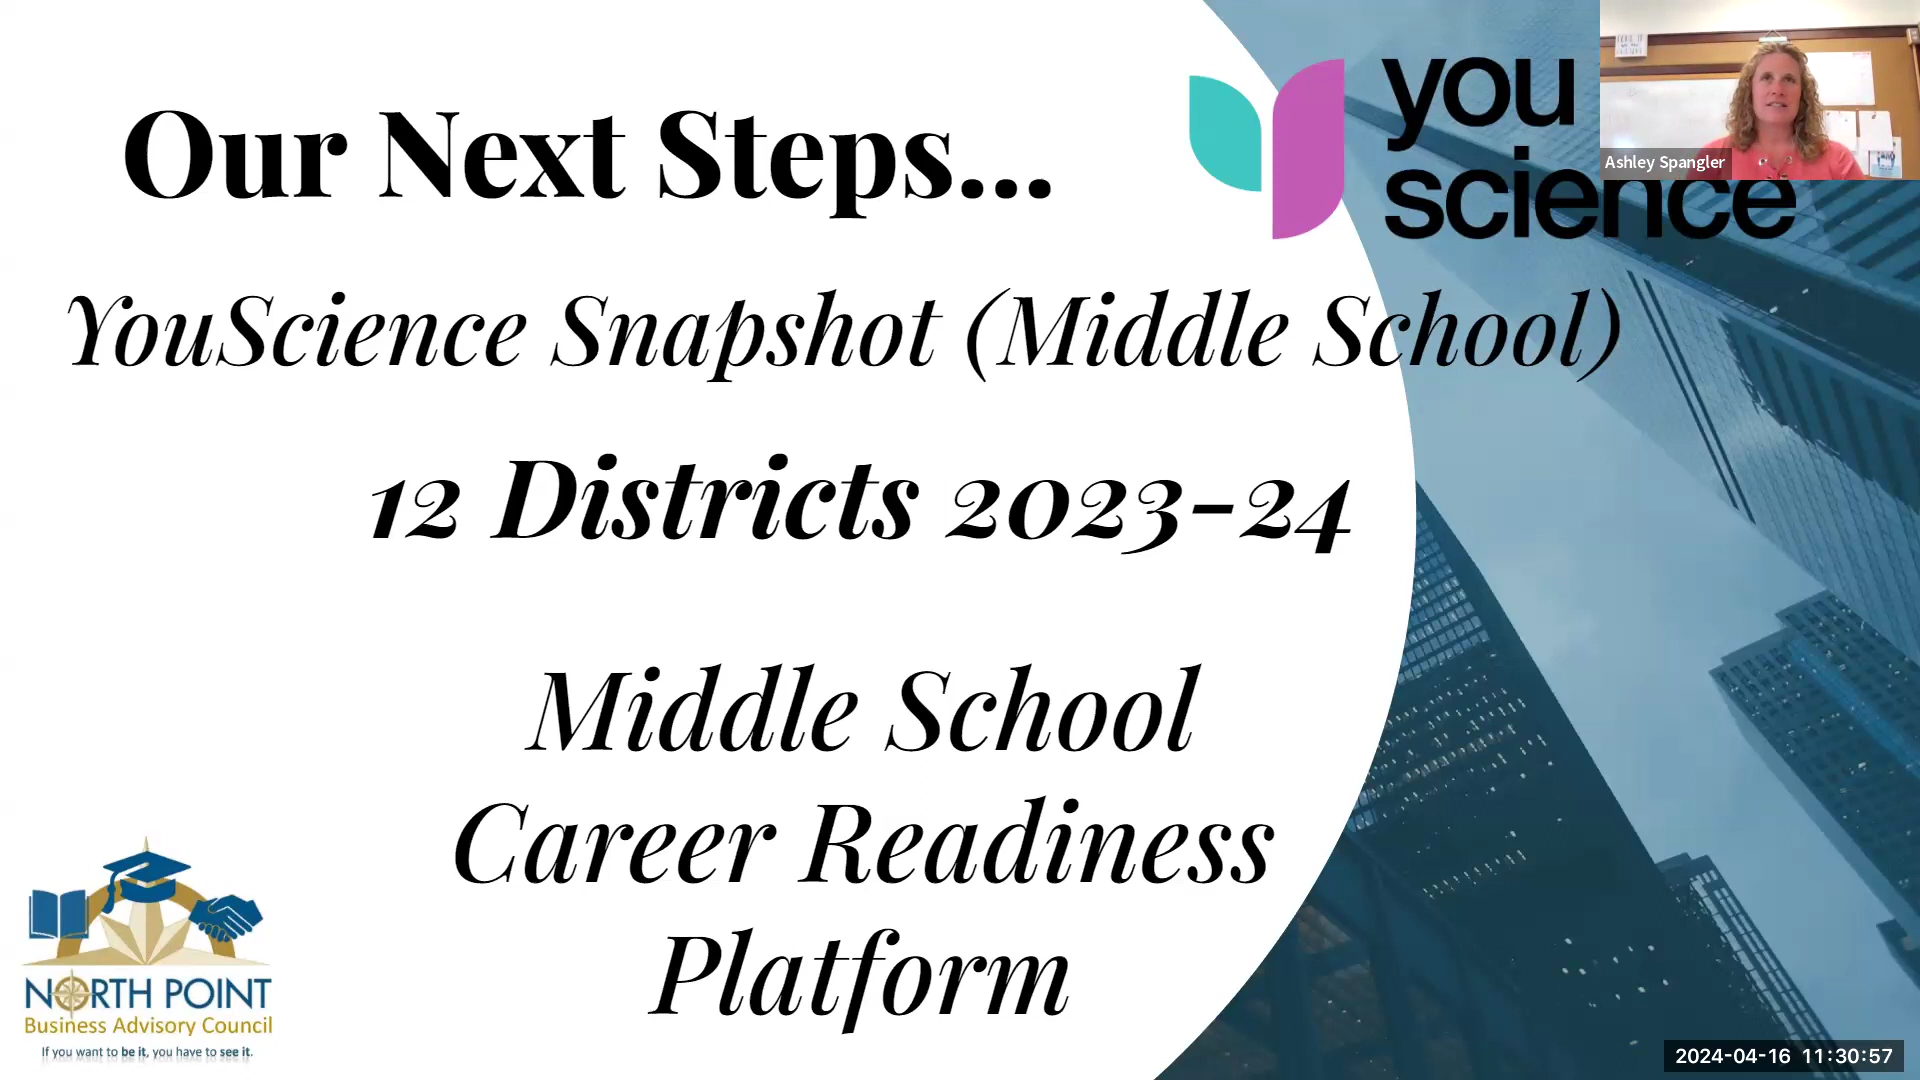 Our Next Steps...
you
science
Ashley Spangler
YouScience Snapshot (Middle School)
12 Districts 2023-24
Middle School
Career Readiness
Platform
NORTH POINT
Business Advisory Council
If you want to be it, you have to see it.
2024-04-16 11:30:57